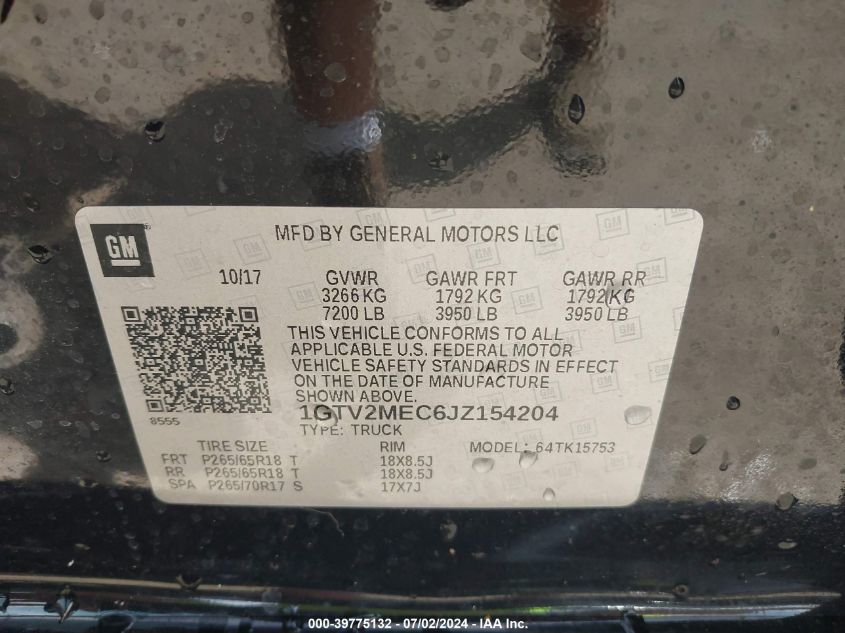 GM
MFD BY GENERAL MOTORS LLC
10/17 GVWR GAWR FRT GAWR RR
3266 KG 1792 KG 1792 KG
7200 LB 3950 LB 3950 LB
THIS VEHICLE CONFORMS TO ALL
APPLICABLE U.S. FEDERAL MOTOR
VEHICLE SAFETY STANDARDS IN EFFECT
ON THE DATE OF MANUFACTURE
SHOWN ABOVE.
8555
1GTV2MEC6JZ154204
TYPE: TRUCK
TIRE SIZE RIM MODEL: 64TK15753
FRT P265/65R18 T 18X8.5J
RR P265/65R18 T 18X8.5J
SPA P265/70R17 S 17X7J
000-39775132 - 07/02/2024 - IAA Inc.